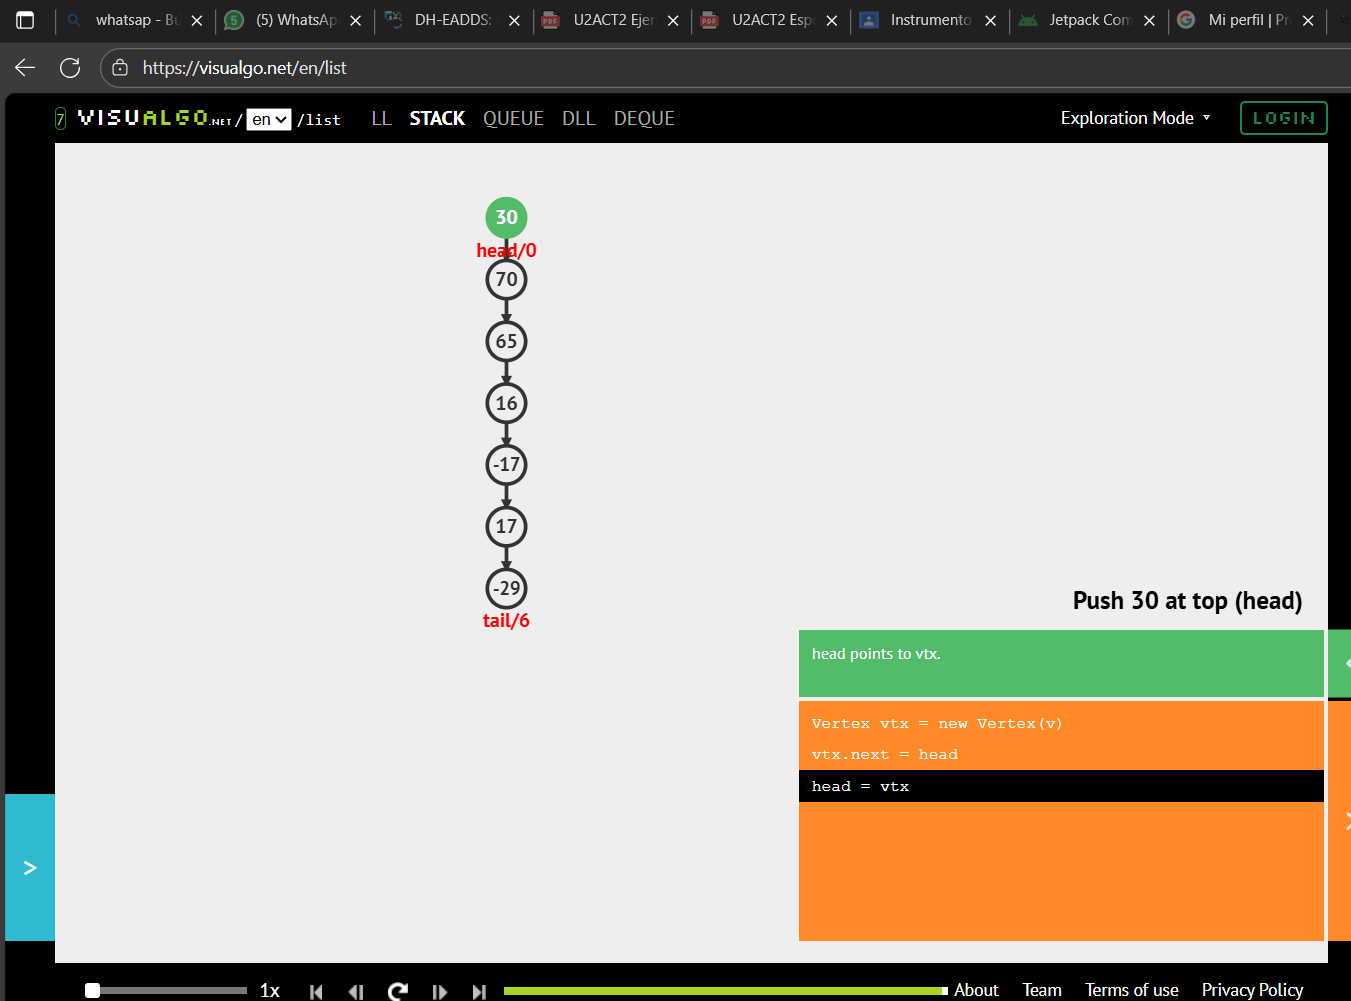 whatsap - Bú
(5) WhatsAp
DH-EADDS:
U2ACT2 Ejer
U2ACT2 Esp
Instrumento
Jetpack Com
Mi perfil | Pr
https://visualgo.net/en/list
7 VISUALGO.NET / en /list
LL STACK QUEUE DLL DEQUE
Exploration Mode
LOGIN
30
head/0
70
65
16
-17
17
-29
tail/6
Push 30 at top (head)
head points to vtx.
Vertex vtx = new Vertex(v)
vtx.next = head
head = vtx
>
1x
About Team Terms of use Privacy Policy